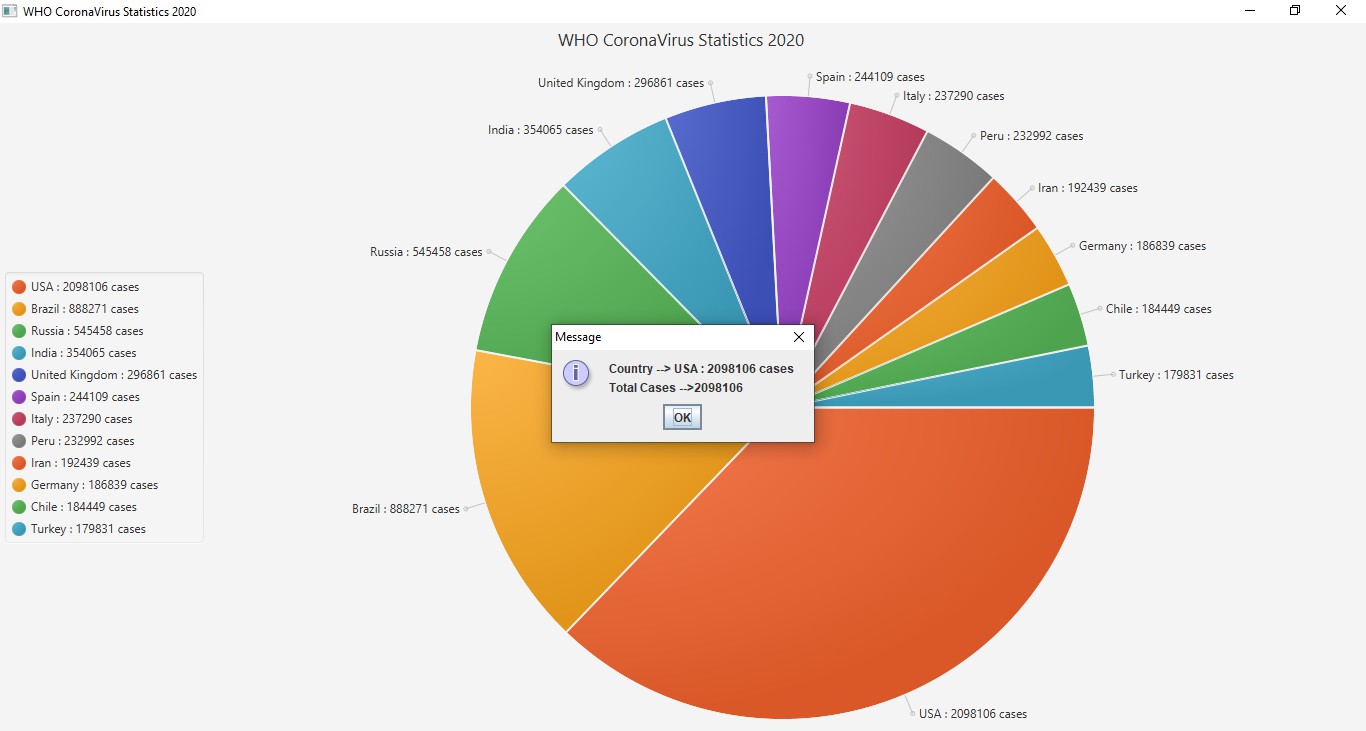 WHO CoronaVirus Statistics 2020
WHO CoronaVirus Statistics 2020
Spain : 244109 cases
United Kingdom : 296861 cases
Italy : 237290 cases
India : 354065 cases
Peru : 232992 cases
Iran : 192439 cases
Russia : 545458 cases
Germany : 186839 cases
Chile : 184449 cases
Turkey : 179831 cases
Brazil : 888271 cases
USA : 2098106 cases
USA : 2098106 cases
Brazil : 888271 cases
Russia : 545458 cases
India : 354065 cases
United Kingdom : 296861 cases
Spain : 244109 cases
Italy : 237290 cases
Peru : 232992 cases
Iran : 192439 cases
Germany : 186839 cases
Chile : 184449 cases
Turkey : 179831 cases
Message
Country --> USA : 2098106 cases
Total Cases -->2098106
OK